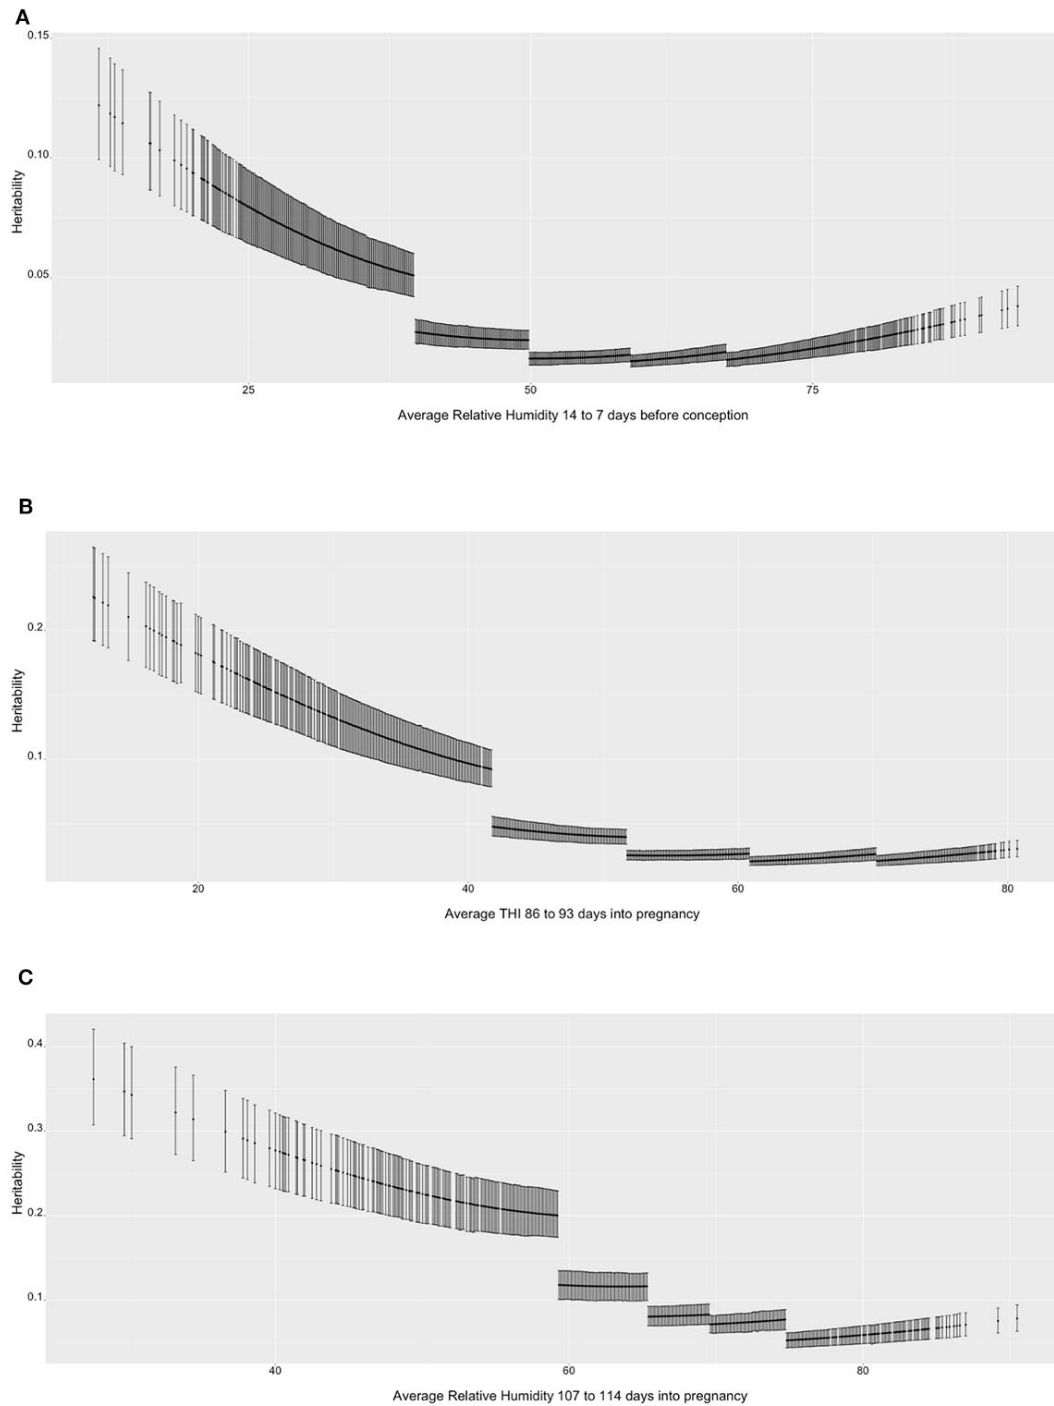 A
0.15
0.10
0.05
Heritability
25 50 75
Average Relative Humidity 14 to 7 days before conception
B
0.2
0.1
Heritability
20 40 60 80
Average THI 86 to 93 days into pregnancy
C
0.4
0.3
0.2
0.1
Heritability
40 60 80
Average Relative Humidity 107 to 114 days into pregnancy